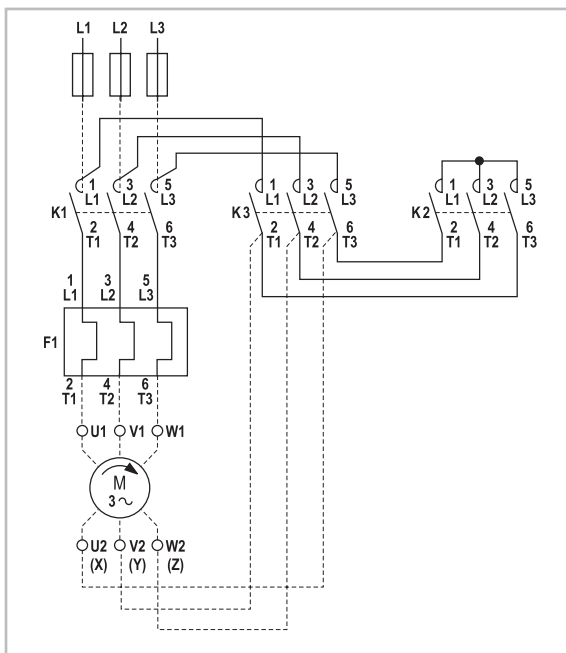 L1 L2 L3
1 3 5 1 3 5 1 3 5
L1 L2 L3 L1 L2 L3 L1 L2 L3
K1 K3 K2
2 4 6 2 4 6 2 4 6
T1 T2 T3 T1 T2 T3 T1 T2 T3
1 3 5
L1 L2 L3
F1
2 4 6
T1 T2 T3
U1 V1 W1
M
3~
U2 V2 W2
(X) (Y) (Z)